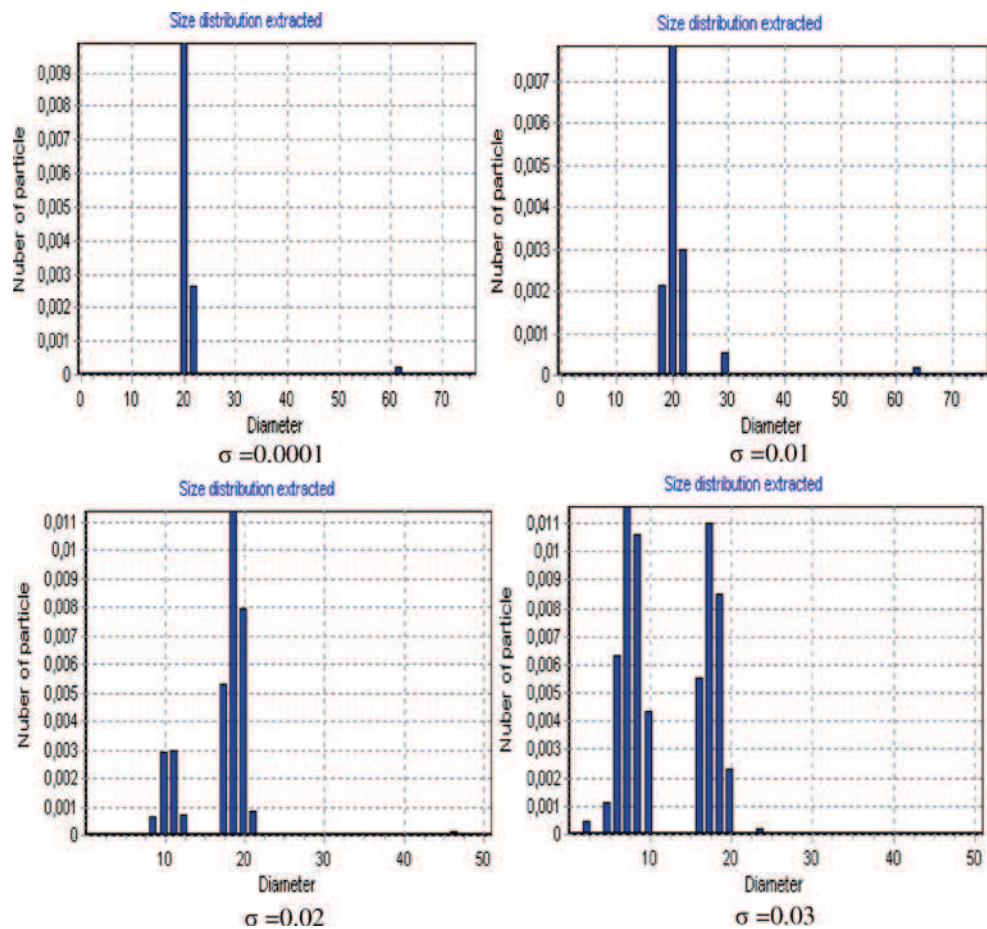 Size distribution extracted
Nuber of particle
0,009
0,008
0,007
0,006
0,005
0,004
0,003
0,002
0,001
0
0 10 20 30 40 50 60 70
Diameter
σ =0.0001
Size distribution extracted
Nuber of particle
0,007
0,006
0,005
0,004
0,003
0,002
0,001
0
0 10 20 30 40 50 60 70
Diameter
σ =0.01
Size distribution extracted
Nuber of particle
0,011
0,01
0,009
0,008
0,007
0,006
0,005
0,004
0,003
0,002
0,001
0
10 20 30 40 50
Diameter
σ =0.02
Size distribution extracted
Nuber of particle
0,011
0,01
0,009
0,008
0,007
0,006
0,005
0,004
0,003
0,002
0,001
0
10 20 30 40 50
Diameter
σ =0.03